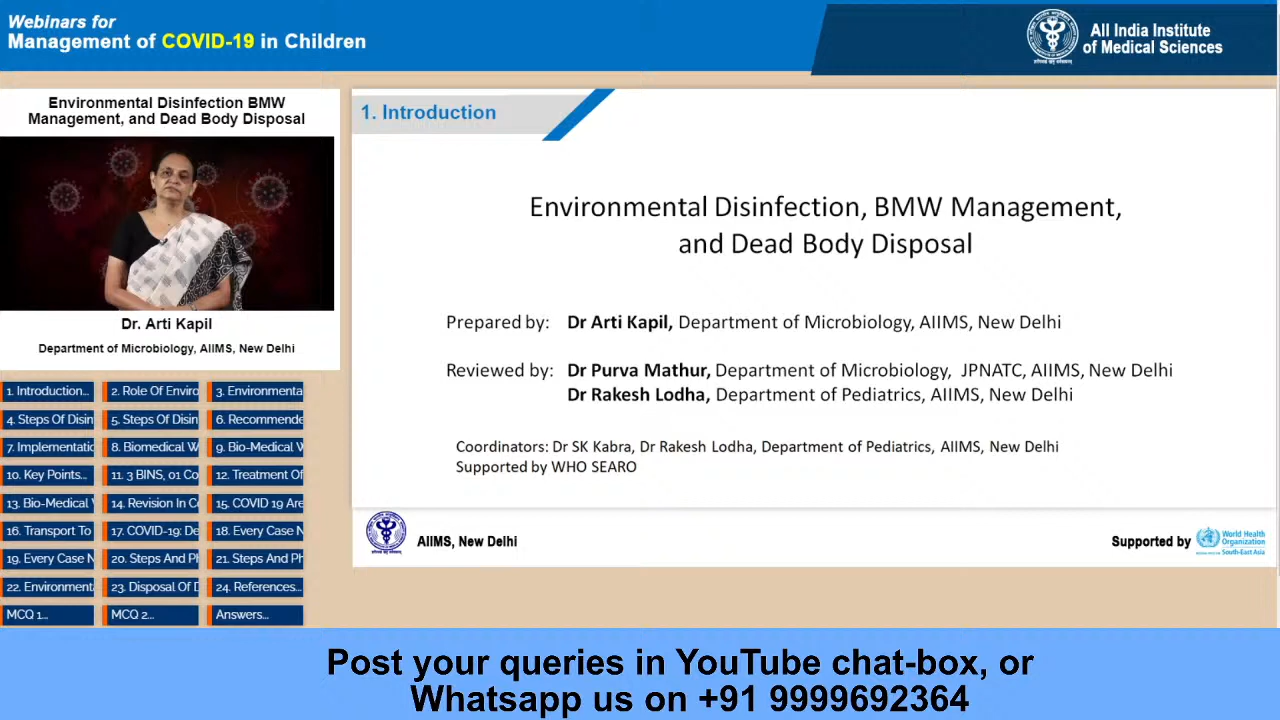 Webinars for
Management of COVID-19 in Children
All India Institute
of Medical Sciences
Environmental Disinfection BMW
Management, and Dead Body Disposal
Dr. Arti Kapil
Department of Microbiology, AIIMS, New Delhi
1. Introduction
Environmental Disinfection, BMW Management,
and Dead Body Disposal
Prepared by: Dr Arti Kapil, Department of Microbiology, AIIMS, New Delhi
Reviewed by: Dr Purva Mathur, Department of Microbiology, JPNATC, AIIMS, New Delhi
Dr Rakesh Lodha, Department of Pediatrics, AIIMS, New Delhi
Coordinators: Dr SK Kabra, Dr Rakesh Lodha, Department of Pediatrics, AIIMS, New Delhi
Supported by WHO SEARO
AIIMS, New Delhi
Supported by
World Health
Organization
South-East Asia
1. Introduction... 2. Role Of Enviro 3. Environmenta
4. Steps Of Disin 5. Steps Of Disin 6. Recommende
7. Implementatio 8. Biomedical W 9. Bio-Medical W
10. Key Points... 11. 3 BINS, 01 Co 12. Treatment Of
13. Bio-Medical W 14. Revision In Co 15. COVID 19 Are
16. Transport To 17. COVID-19: De 18. Every Case N
19. Every Case N 20. Steps And Ph 21. Steps And Ph
22. Environment 23. Disposal Of D 24. References...
MCQ 1... MCQ 2... Answers...
Post your queries in YouTube chat-box, or
Whatsapp us on +91 9999692364